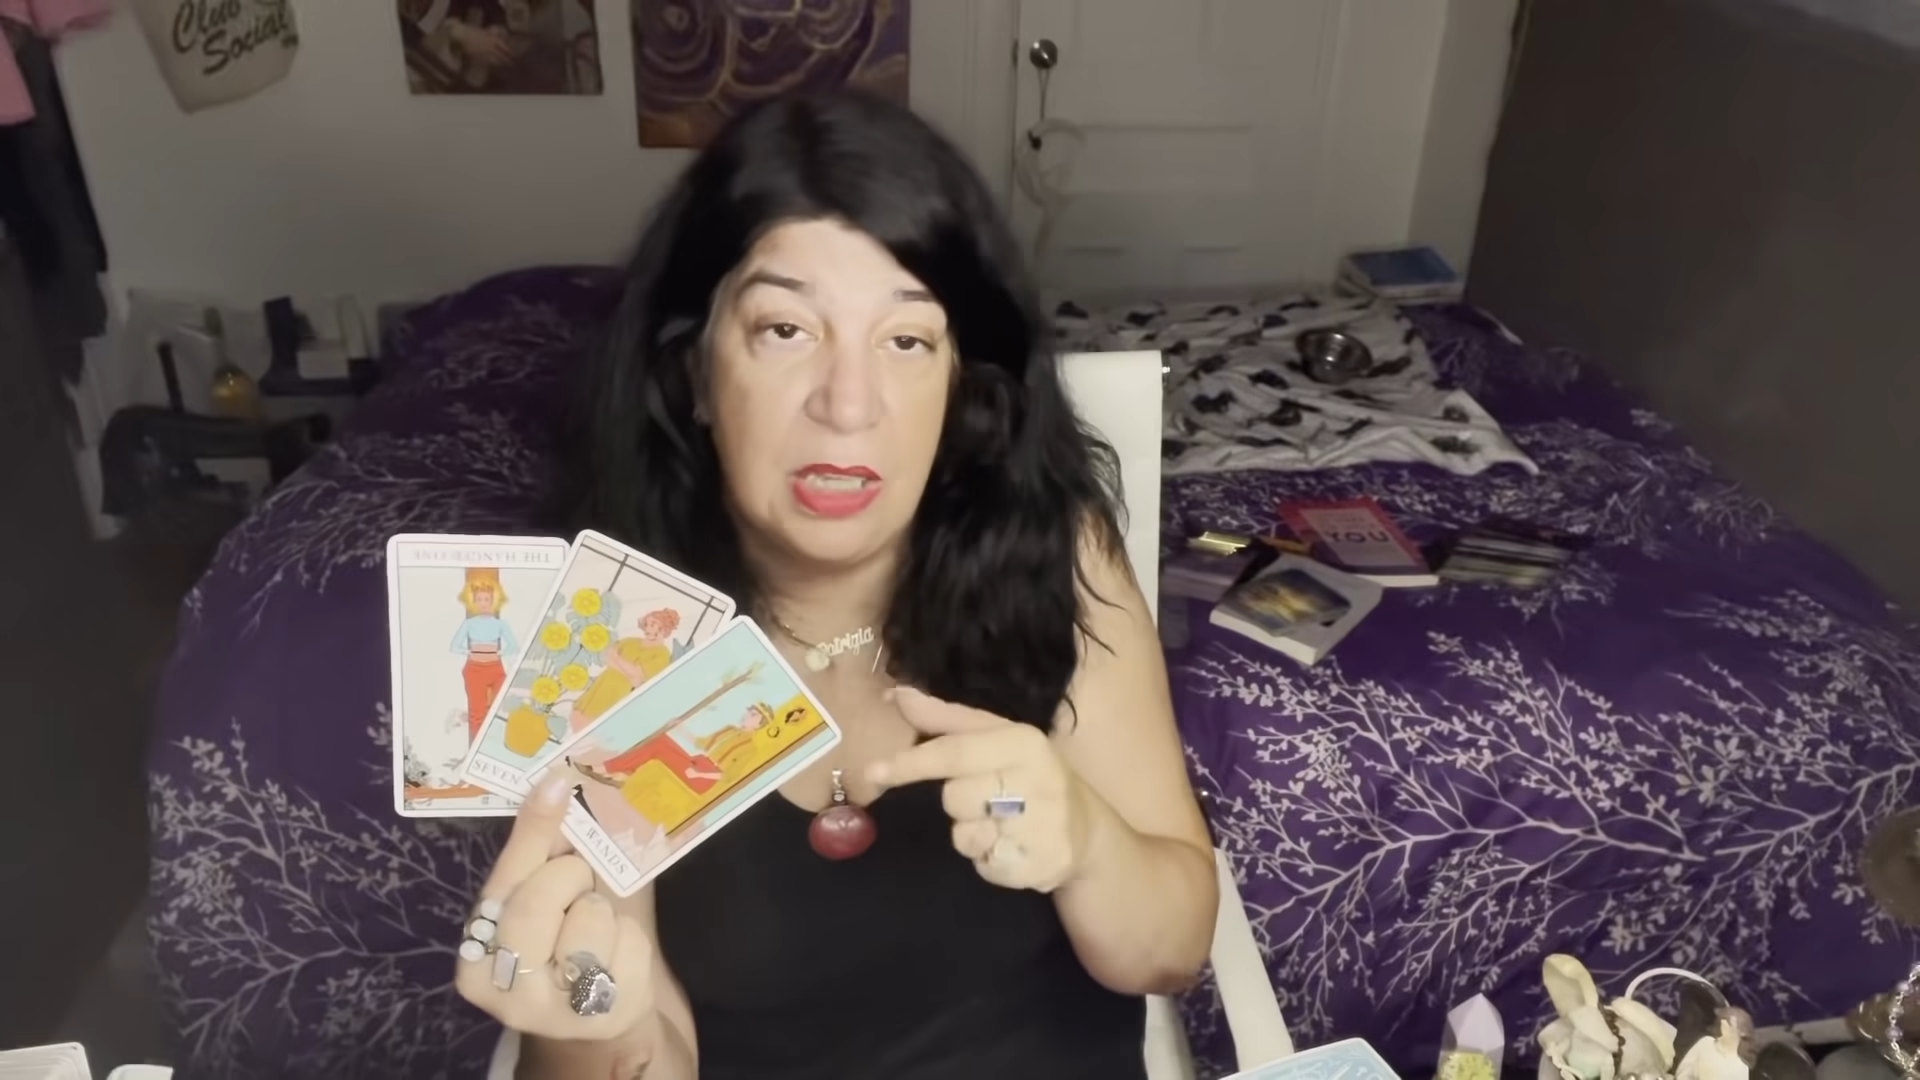 Club
Social
THE HANGED ONE
SEVEN
WANDS
Patrizia
YOU